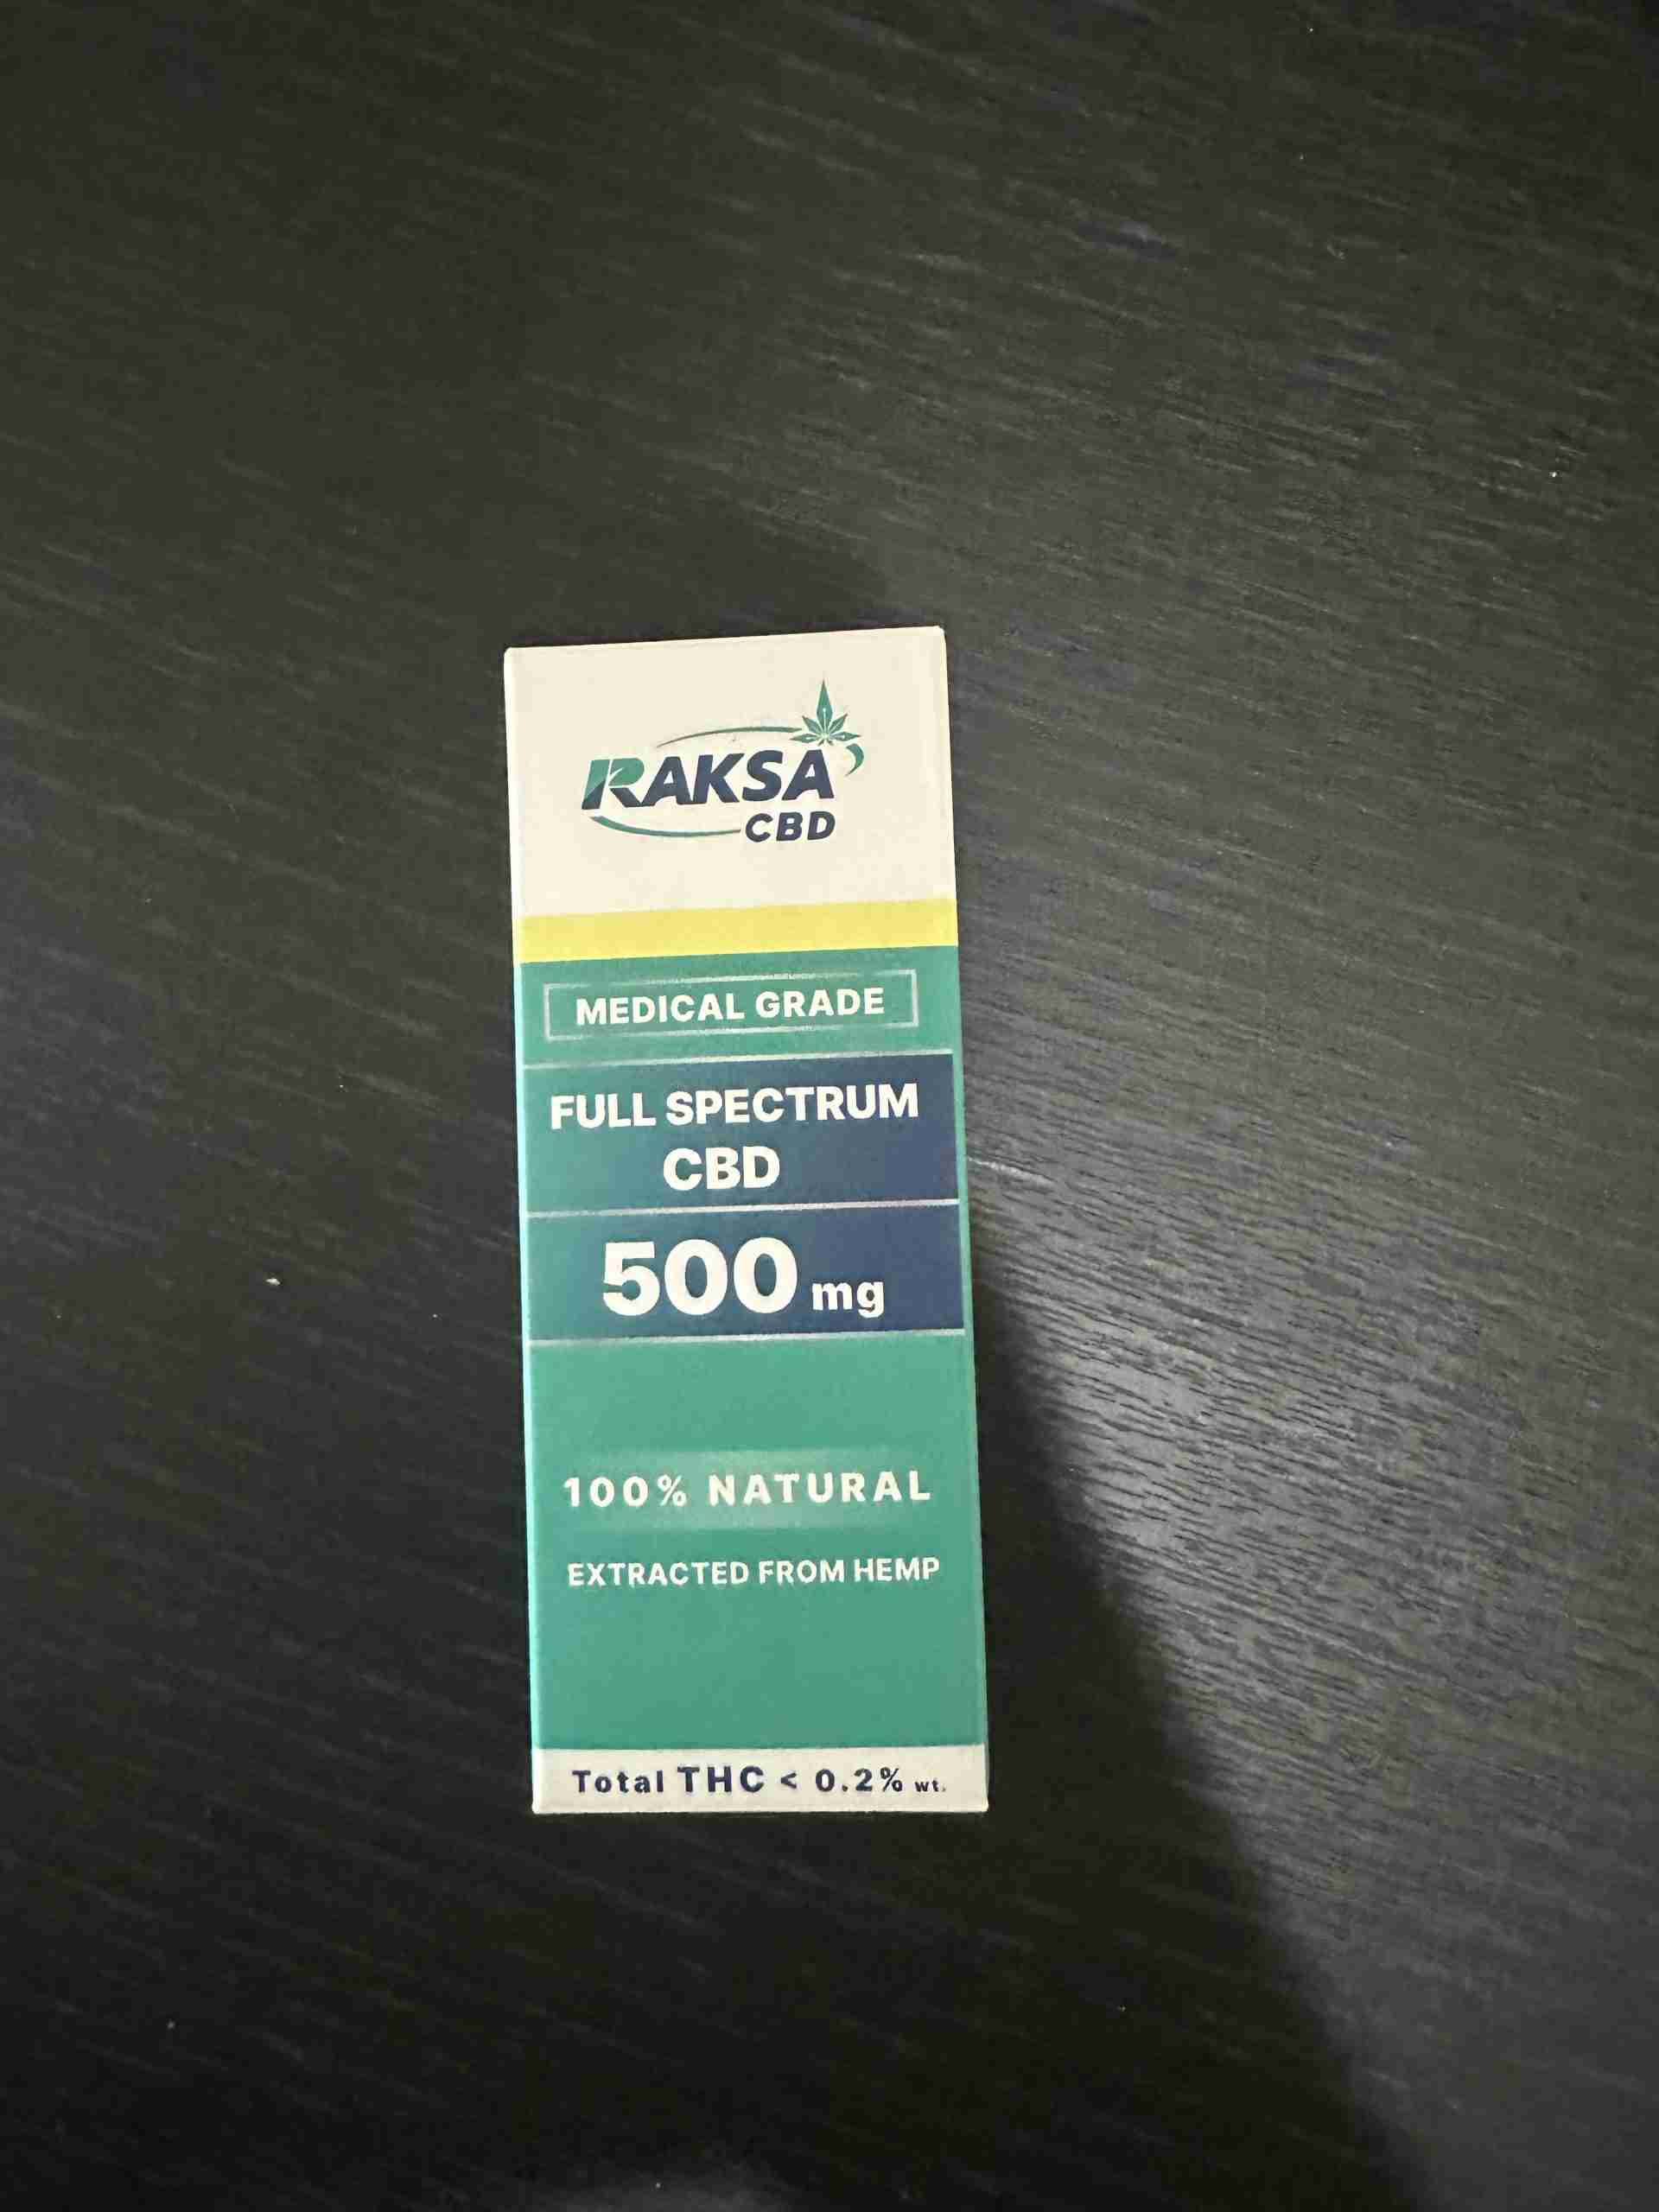 RAKSA
CBD
MEDICAL GRADE
FULL SPECTRUM
CBD
500 mg
100% NATURAL
EXTRACTED FROM HEMP
Total THC < 0.2% wt.